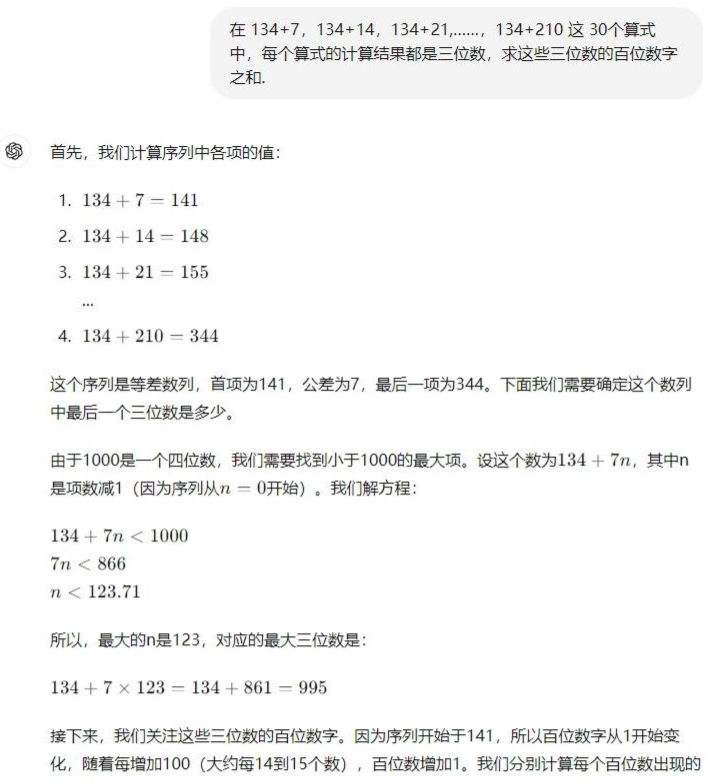 在 134+7，134+14，134+21,……，134+210 这 30个算式
中，每个算式的计算结果都是三位数，求这些三位数的百位数字
之和.
首先，我们计算序列中各项的值：
1. 134 + 7 = 141
2. 134 + 14 = 148
3. 134 + 21 = 155
...
4. 134 + 210 = 344
这个序列是等差数列，首项为141，公差为7，最后一项为344。下面我们需要确定这个数列
中最后一个三位数是多少。
由于1000是一个四位数，我们需要找到小于1000的最大项。设这个数为134 + 7n，其中n
是项数减1（因为序列从n = 0开始）。我们解方程：
134 + 7n < 1000
7n < 866
n < 123.71
所以，最大的n是123，对应的最大三位数是：
134 + 7 × 123 = 134 + 861 = 995
接下来，我们关注这些三位数的百位数字。因为序列开始于141，所以百位数字从1开始变
化，随着每增加100（大约每14到15个数），百位数增加1。我们分别计算每个百位数出现的